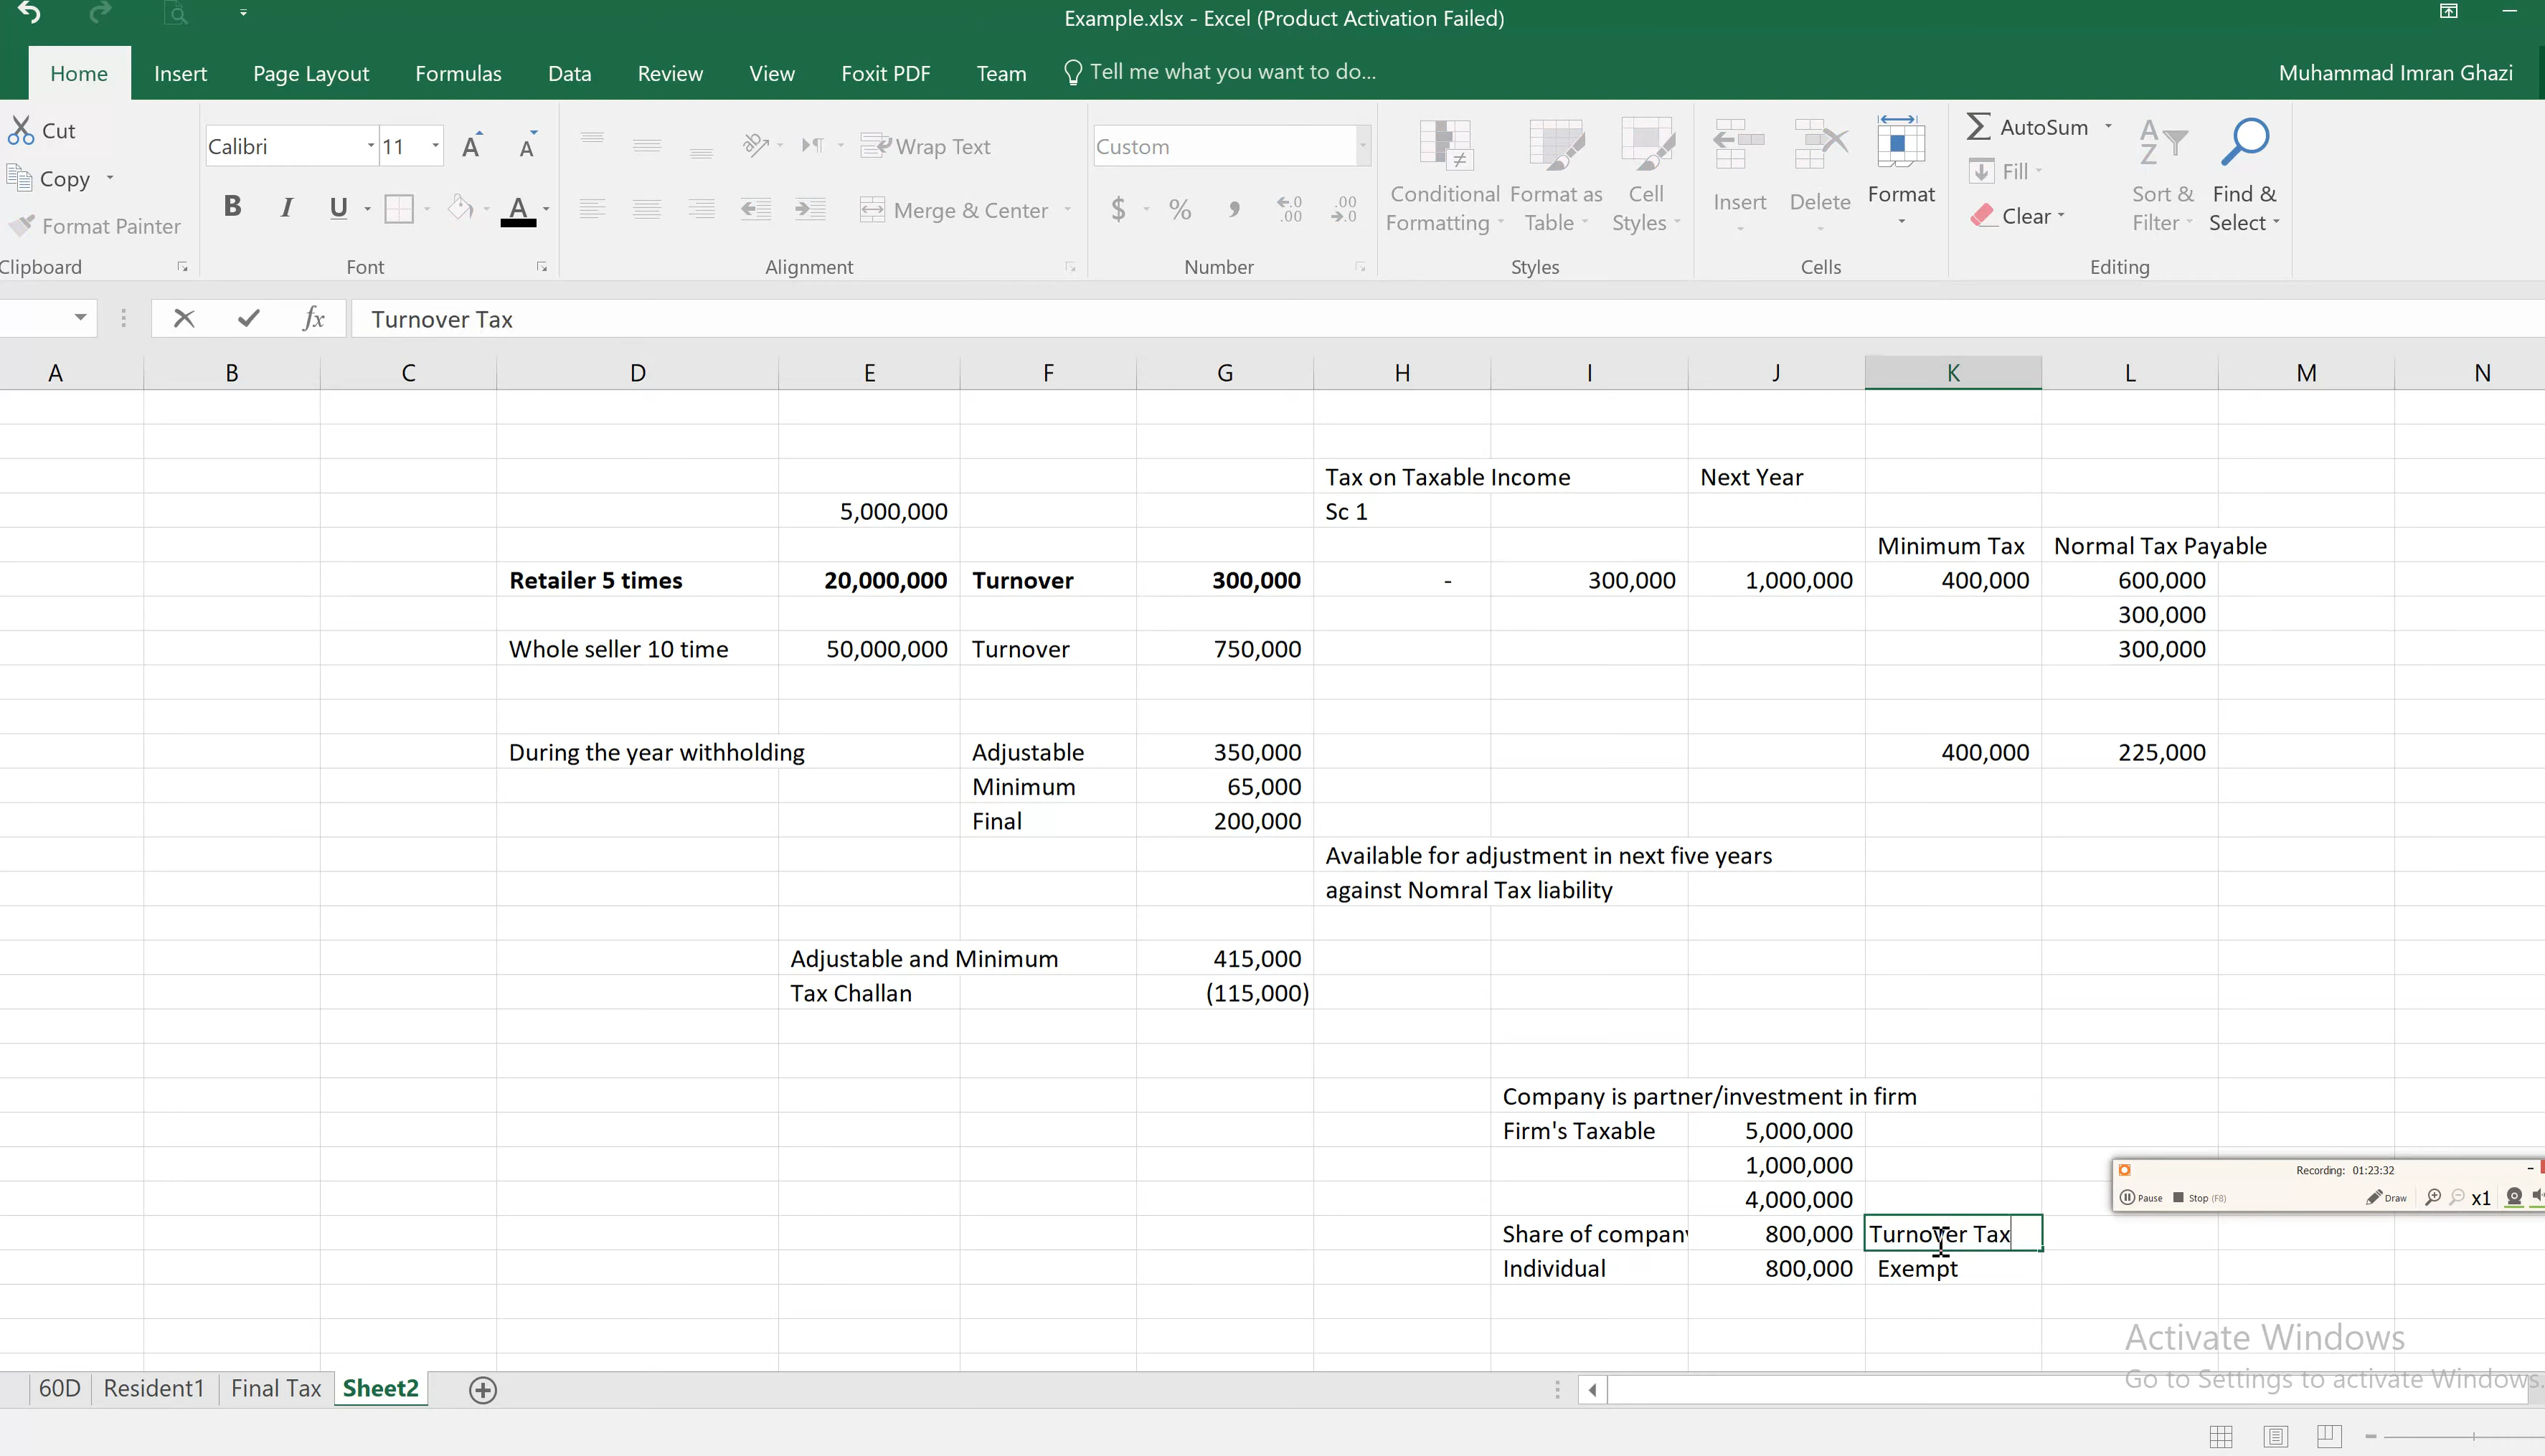 Example.xlsx - Excel (Product Activation Failed)
Home Insert Page Layout Formulas Data Review View Foxit PDF Team Tell me what you want to do... Muhammad Imran Ghazi
Cut
Copy
Format Painter
Clipboard
Calibri 11
B I U A
Font
Wrap Text
Merge & Center
Alignment
Custom
$ % , .00 .00
Number
Conditional Formatting
Format as Table
Cell Styles
Styles
Insert
Delete
Format
Cells
AutoSum
Fill
Clear
Sort & Filter
Find & Select
Editing
fx Turnover Tax
A B C D E F G H I J K L M N
Tax on Taxable Income Next Year
5,000,000 Sc 1
Minimum Tax Normal Tax Payable
Retailer 5 times 20,000,000 Turnover 300,000 - 300,000 1,000,000 400,000 600,000
300,000
Whole seller 10 time 50,000,000 Turnover 750,000 300,000
During the year withholding Adjustable 350,000 400,000 225,000
Minimum 65,000
Final 200,000
Available for adjustment in next five years
against Nomral Tax liability
Adjustable and Minimum 415,000
Tax Challan (115,000)
Company is partner/investment in firm
Firm's Taxable 5,000,000
1,000,000
Recording: 01:23:32
Pause Stop (F8) Draw x1
4,000,000
Share of company 800,000 Turnover Tax
Individual 800,000 Exempt
Activate Windows
Go to Settings to activate Windows.
60D Resident1 Final Tax Sheet2